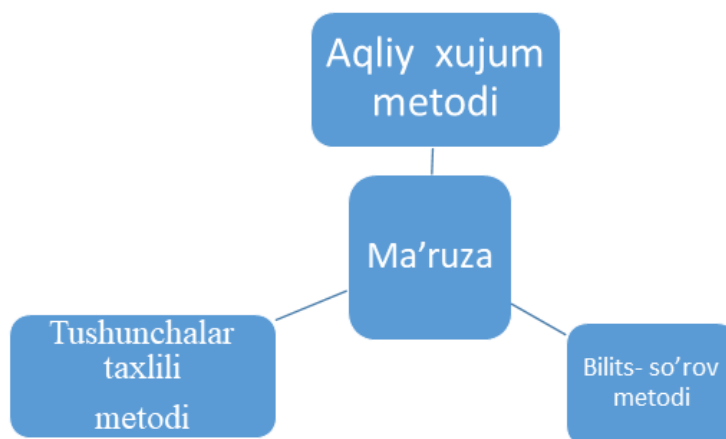 Aqliy xujum
metodi
Ma’ruza
Tushunchalar
taxlili
metodi
Bilits- so’rov
metodi